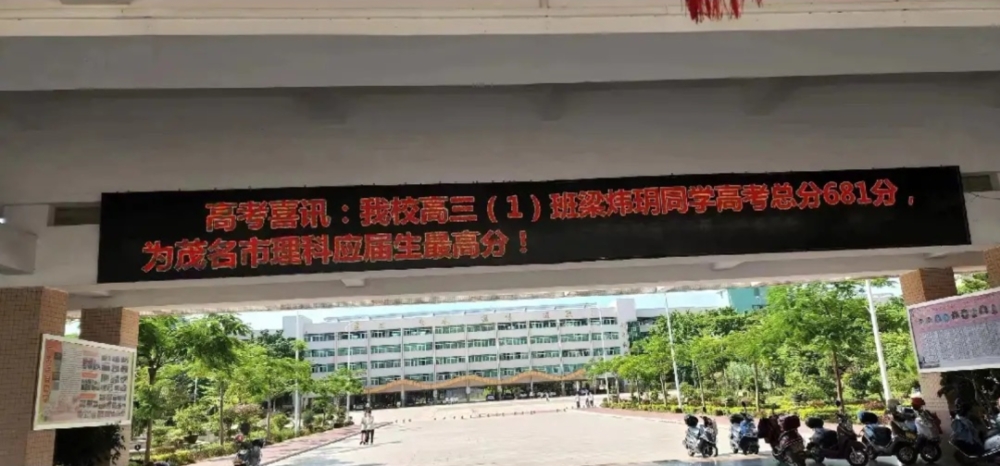 高考喜讯：我校高三（1）班梁炜玥同学高考总分681分，
为茂名市理科应届生最高分！